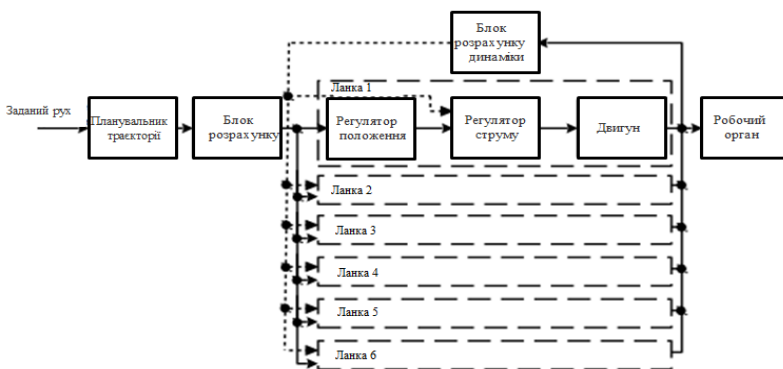 Блок
розрахунку
динаміки
Ланка 1
Заданий рух
Планувальник
траєкторії
Блок
розрахунку
Регулятор
положення
Регулятор
струму
Двигун
Робочий
орган
Ланка 2
Ланка 3
Ланка 4
Ланка 5
Ланка 6